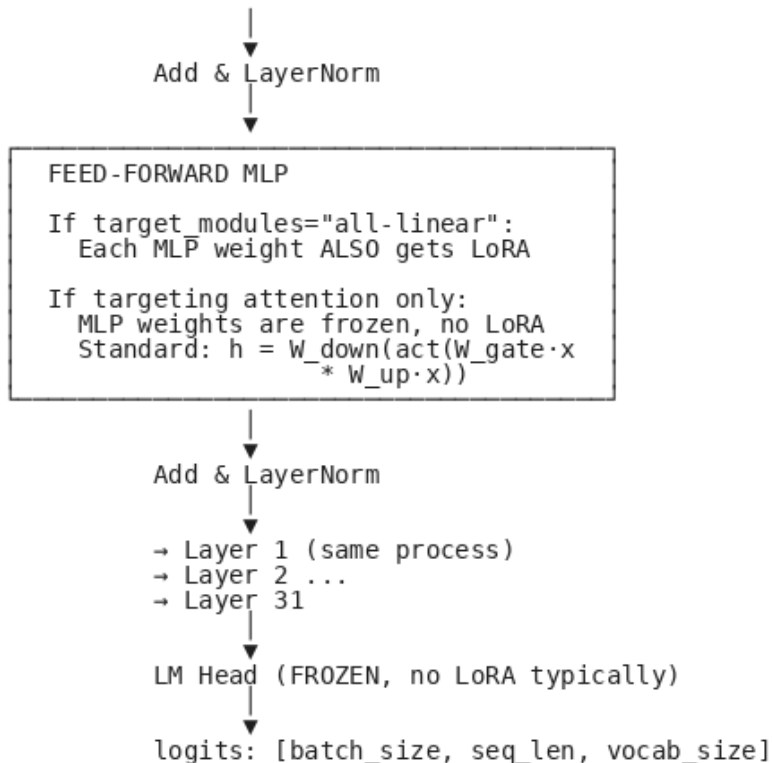 Add & LayerNorm
FEED-FORWARD MLP
If target_modules="all-linear":
Each MLP weight ALSO gets LoRA
If targeting attention only:
MLP weights are frozen, no LoRA
Standard: h = W_down(act(W_gate·x
* W_up·x))
Add & LayerNorm
→ Layer 1 (same process)
→ Layer 2 ...
→ Layer 31
LM Head (FROZEN, no LoRA typically)
logits: [batch_size, seq_len, vocab_size]